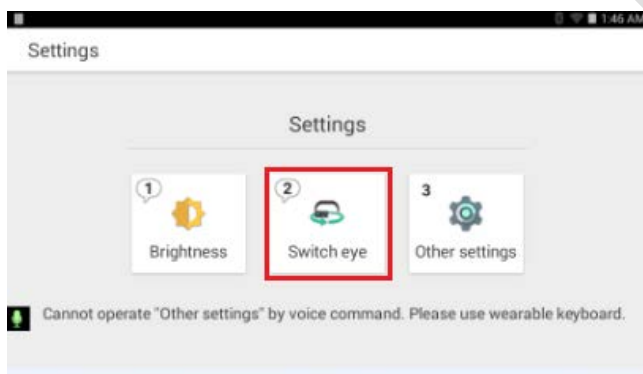 1:46 AM
Settings
Settings
1
2
3
Brightness
Switch eye
Other settings
Cannot operate "Other settings" by voice command. Please use wearable keyboard.